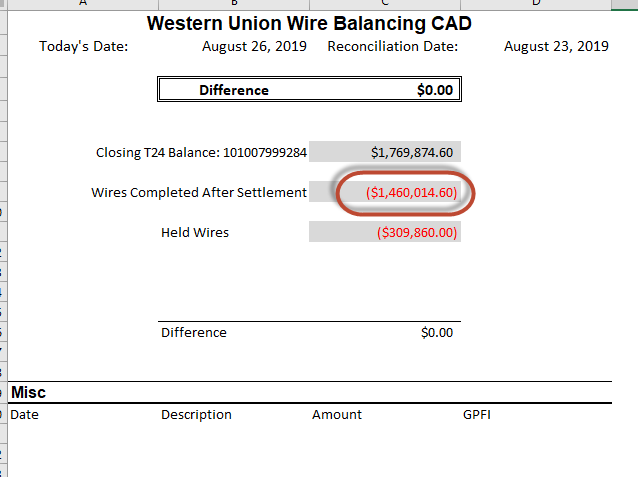 A B C D
Western Union Wire Balancing CAD
Today's Date: August 26, 2019 Reconciliation Date: August 23, 2019
Difference $0.00
Closing T24 Balance: 101007999284 $1,769,874.60
Wires Completed After Settlement ($1,460,014.60)
Held Wires ($309,860.00)
Difference $0.00
Misc
Date Description Amount GPFI